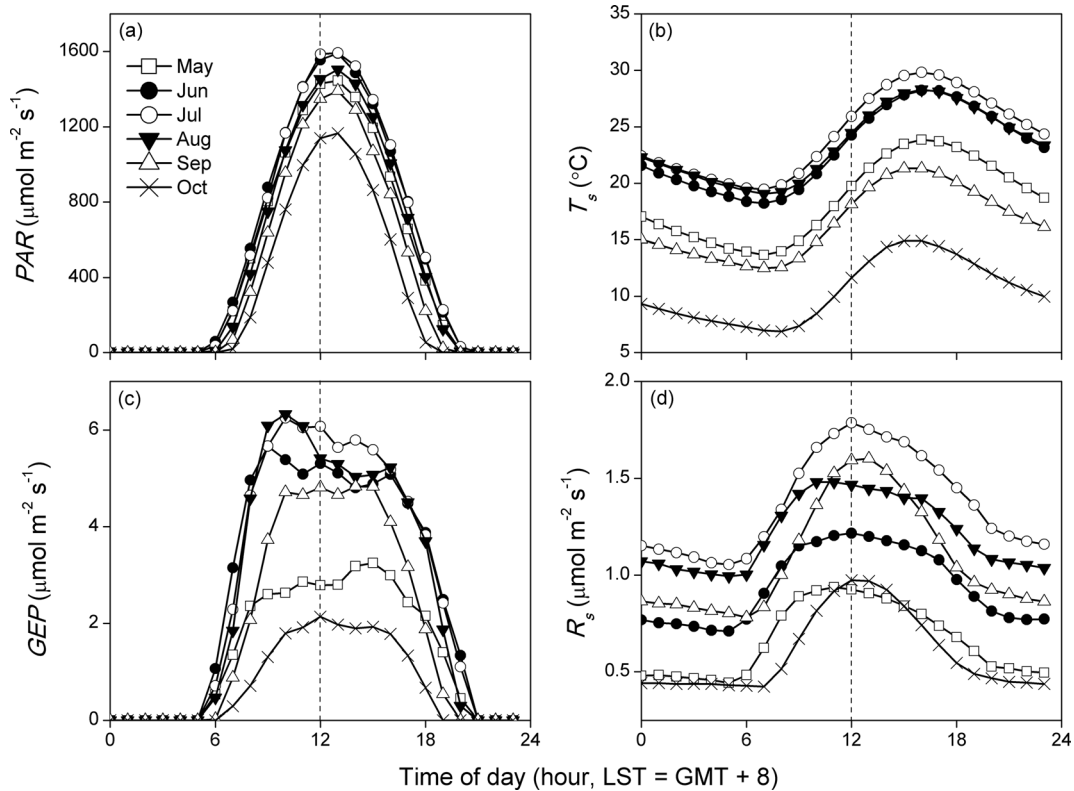 (a)
PAR (μmol m⁻² s⁻¹)
1600
1200
800
400
0
May
Jun
Jul
Aug
Sep
Oct
(b)
Tₛ (°C)
35
30
25
20
15
10
5
(c)
GEP (μmol m⁻² s⁻¹)
6
4
2
0
0 6 12 18 24
(d)
Rₛ (μmol m⁻² s⁻¹)
2.0
1.5
1.0
0.5
0 6 12 18 24
Time of day (hour, LST = GMT + 8)